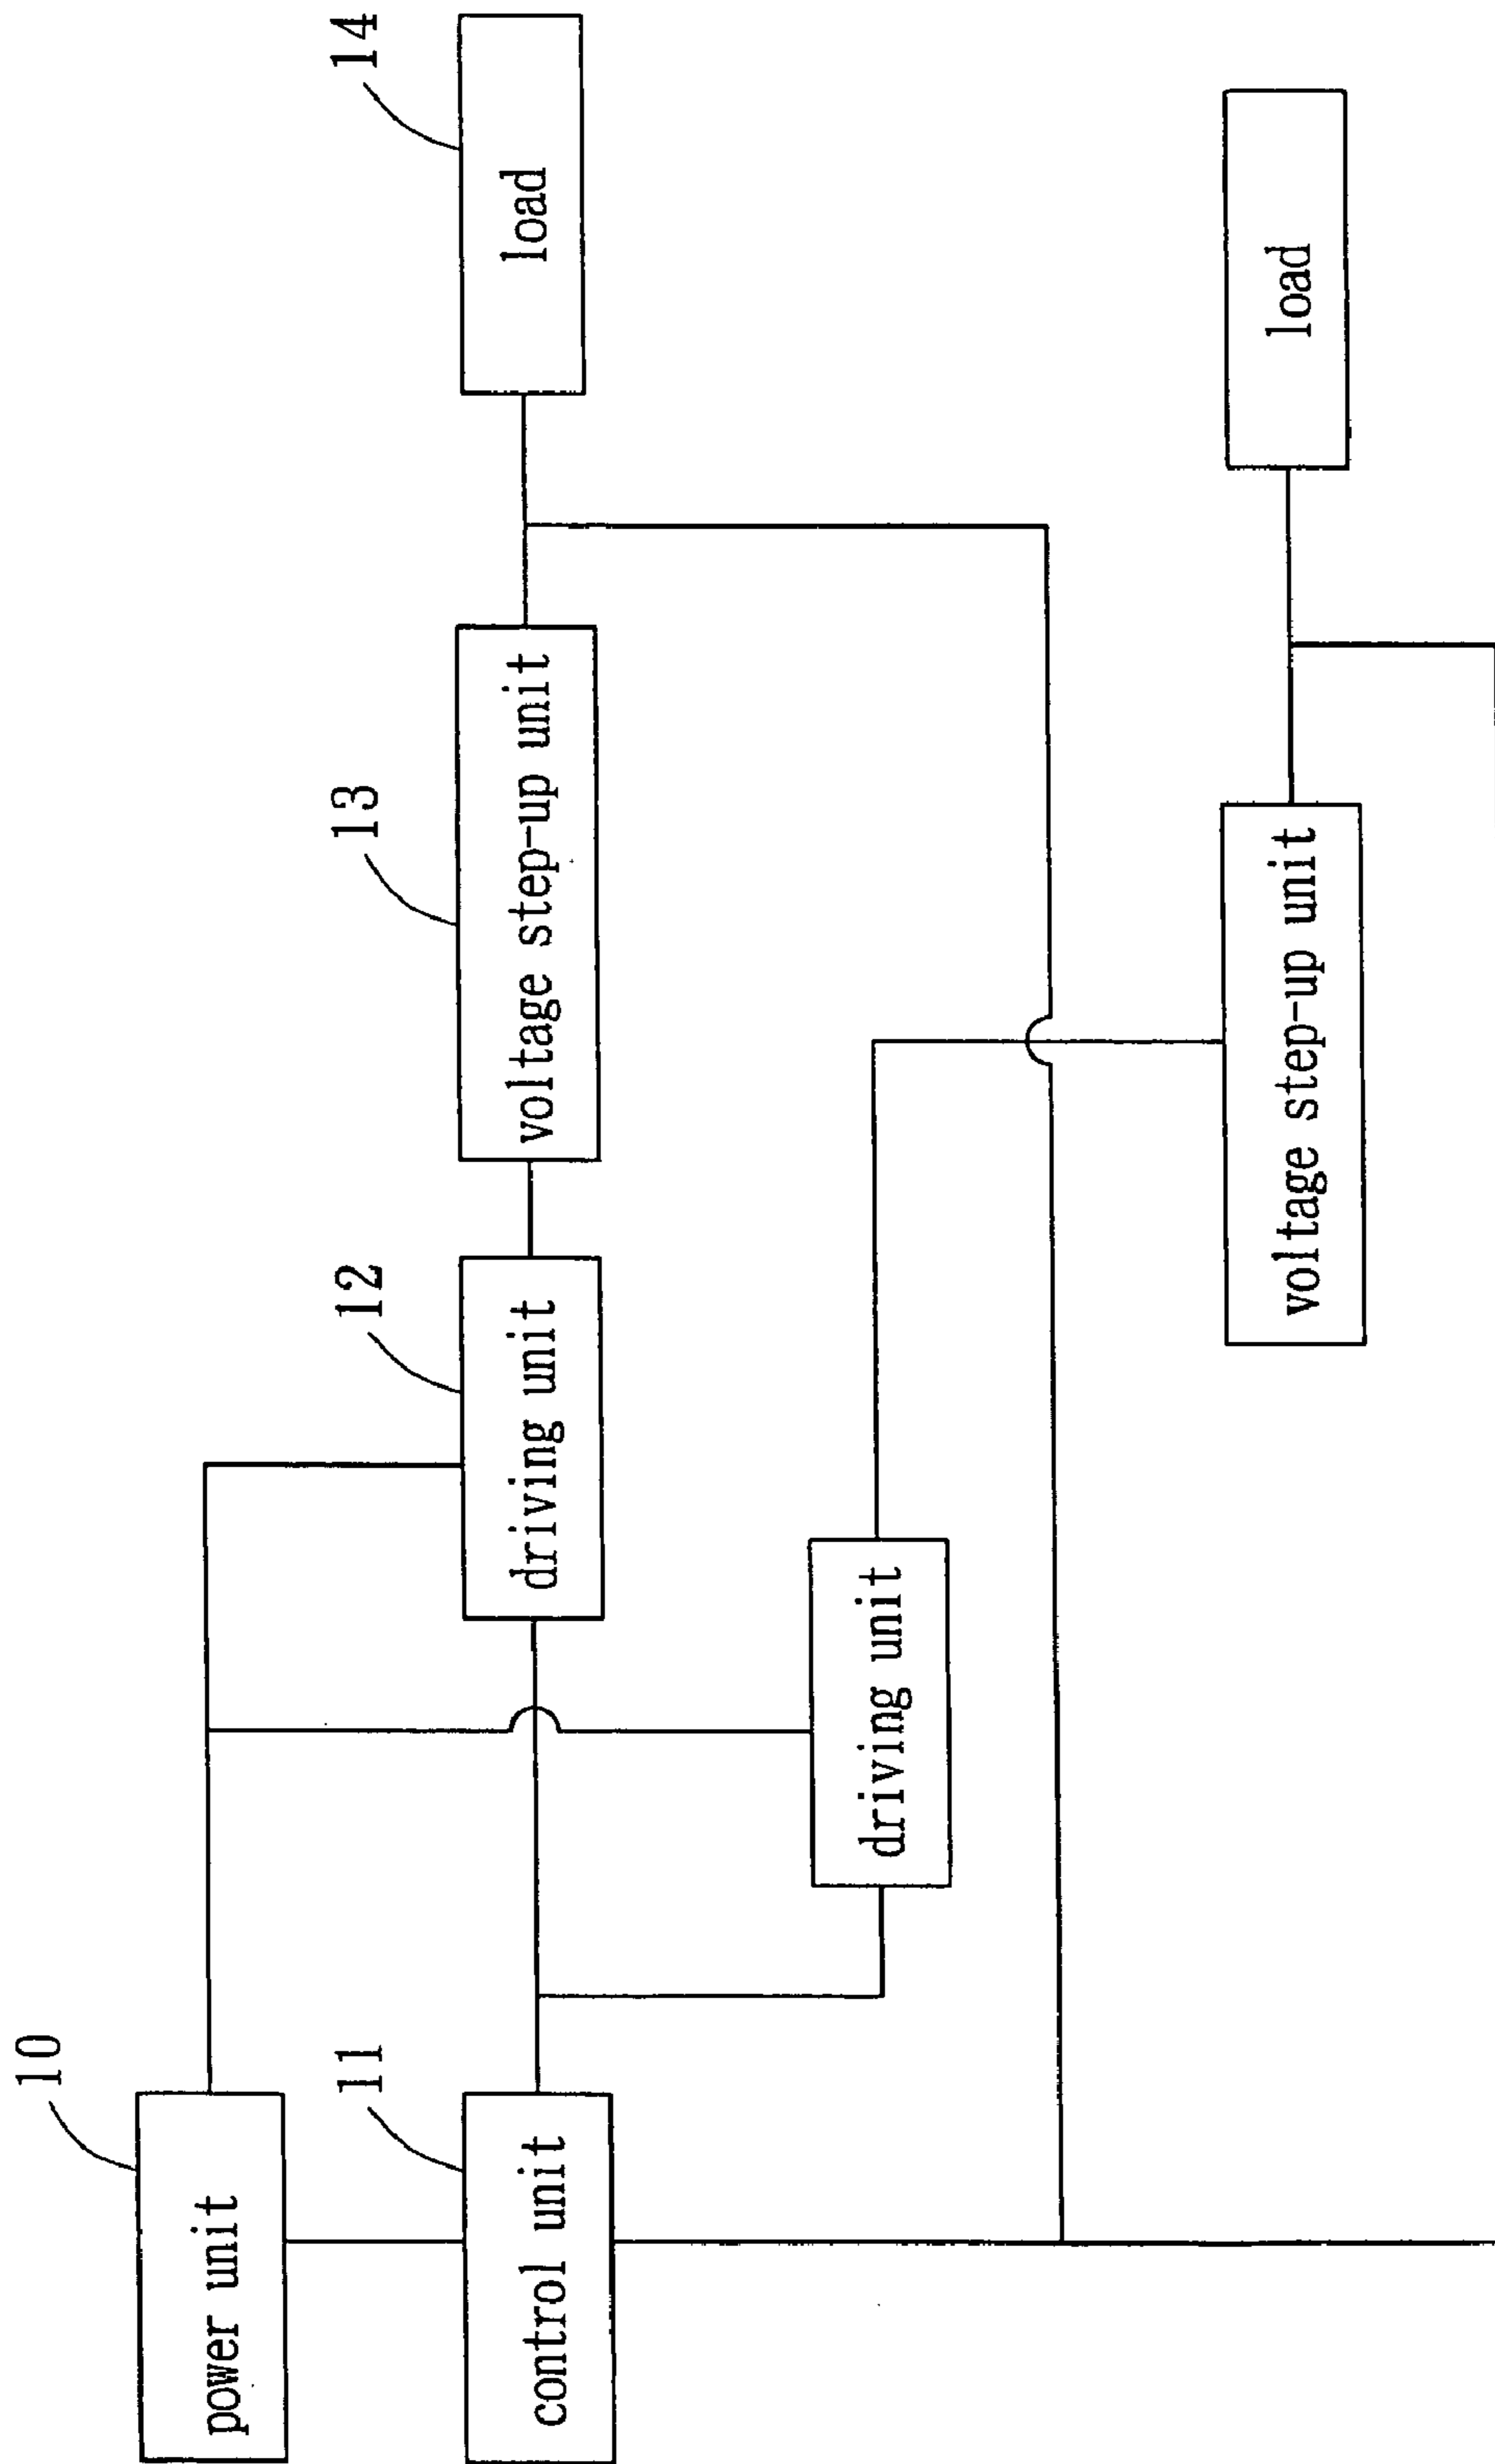 10
power unit
11
control unit
12
driving unit
13
voltage step-up unit
14
load
driving unit
voltage step-up unit
load